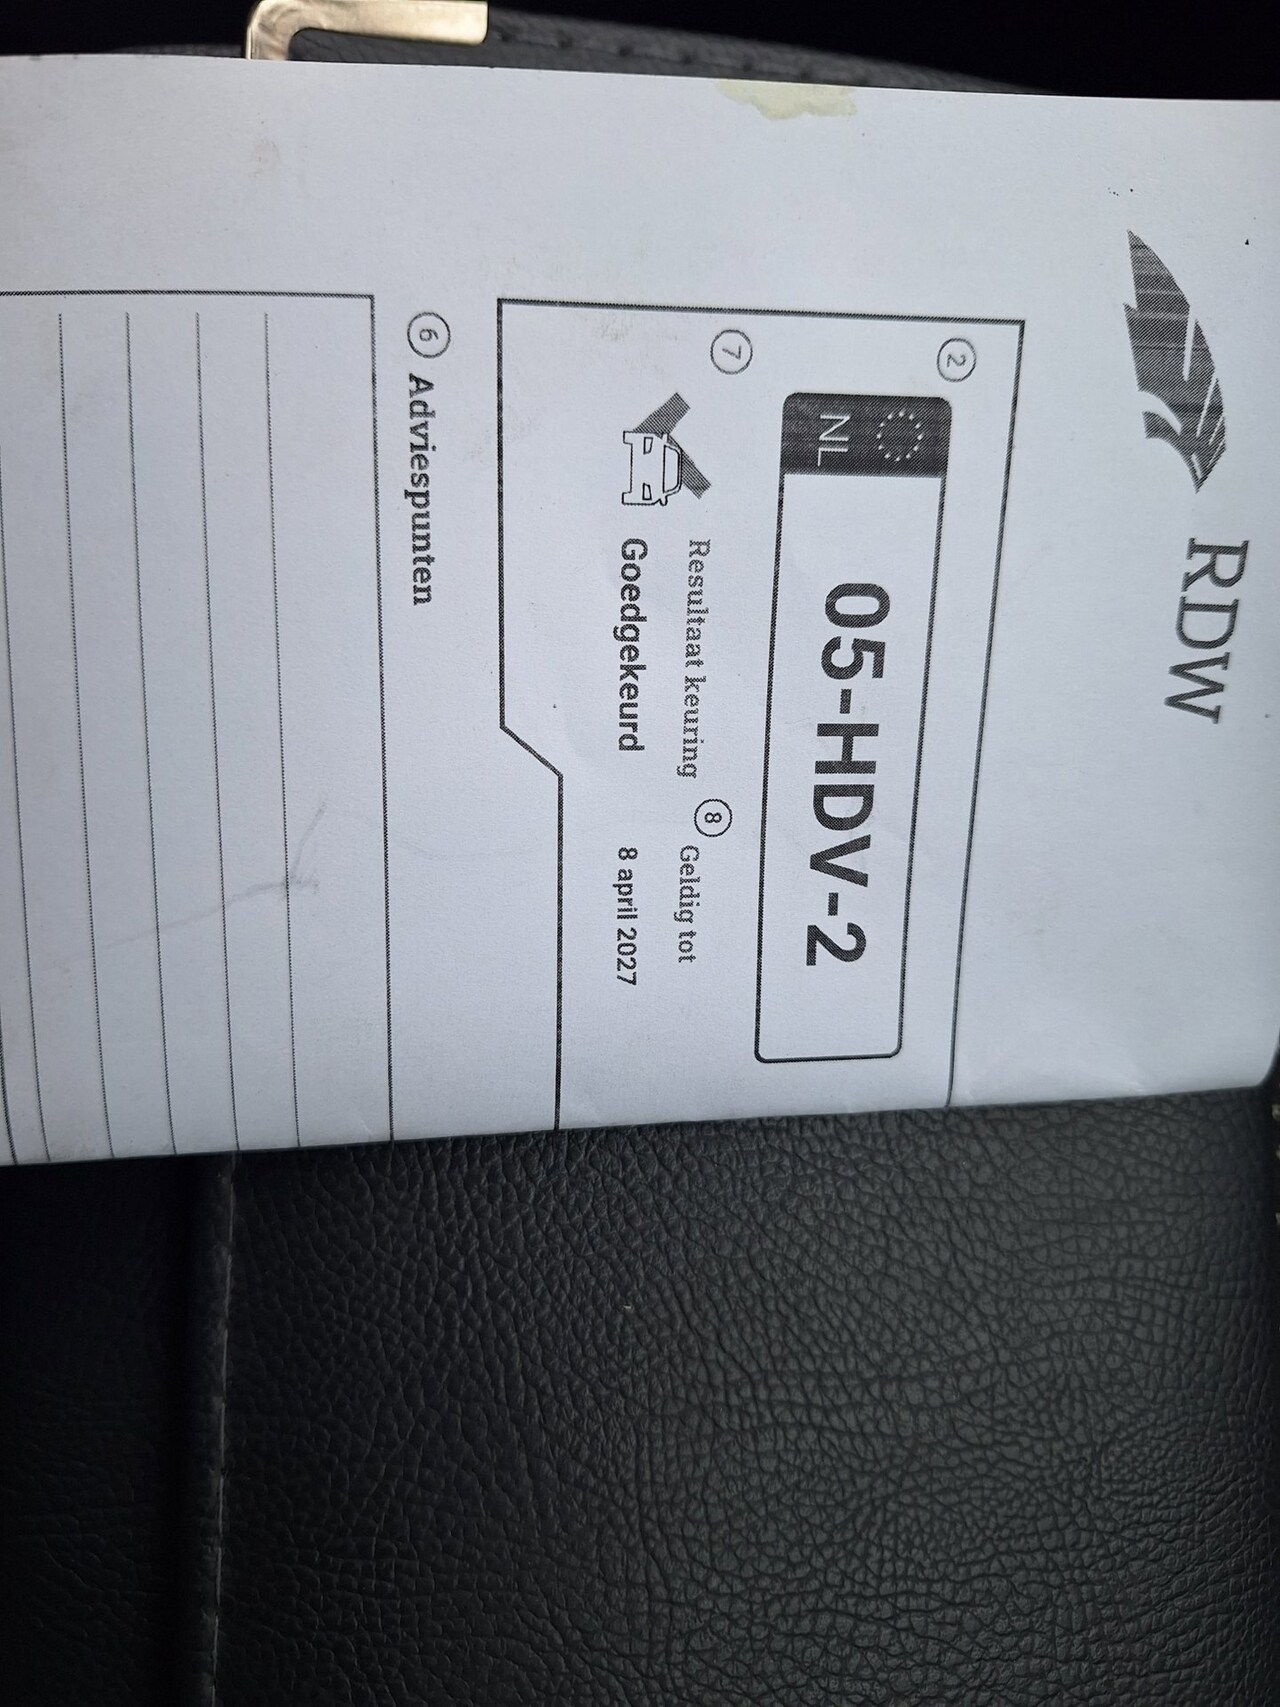 RDW
2
NL
05-HDV-2
7
Resultaat keuring
8
Geldig tot
Goedgekeurd
8 april 2027
6 Adviespunten